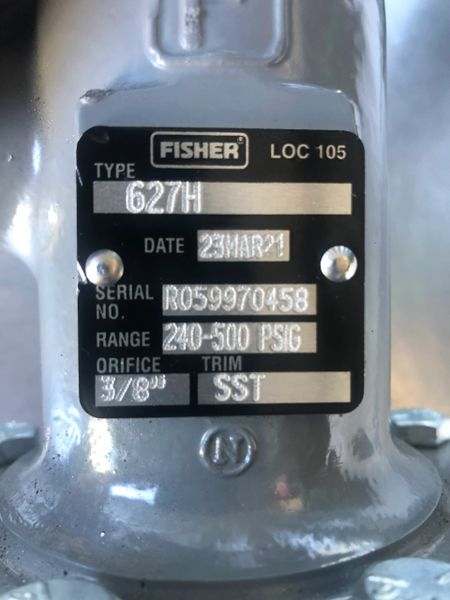 FISHER LOC 105
TYPE
627H
DATE 23MAR21
SERIAL NO. R059970458
RANGE 240-500 PSIG
ORIFICE TRIM
3/8" SST
N